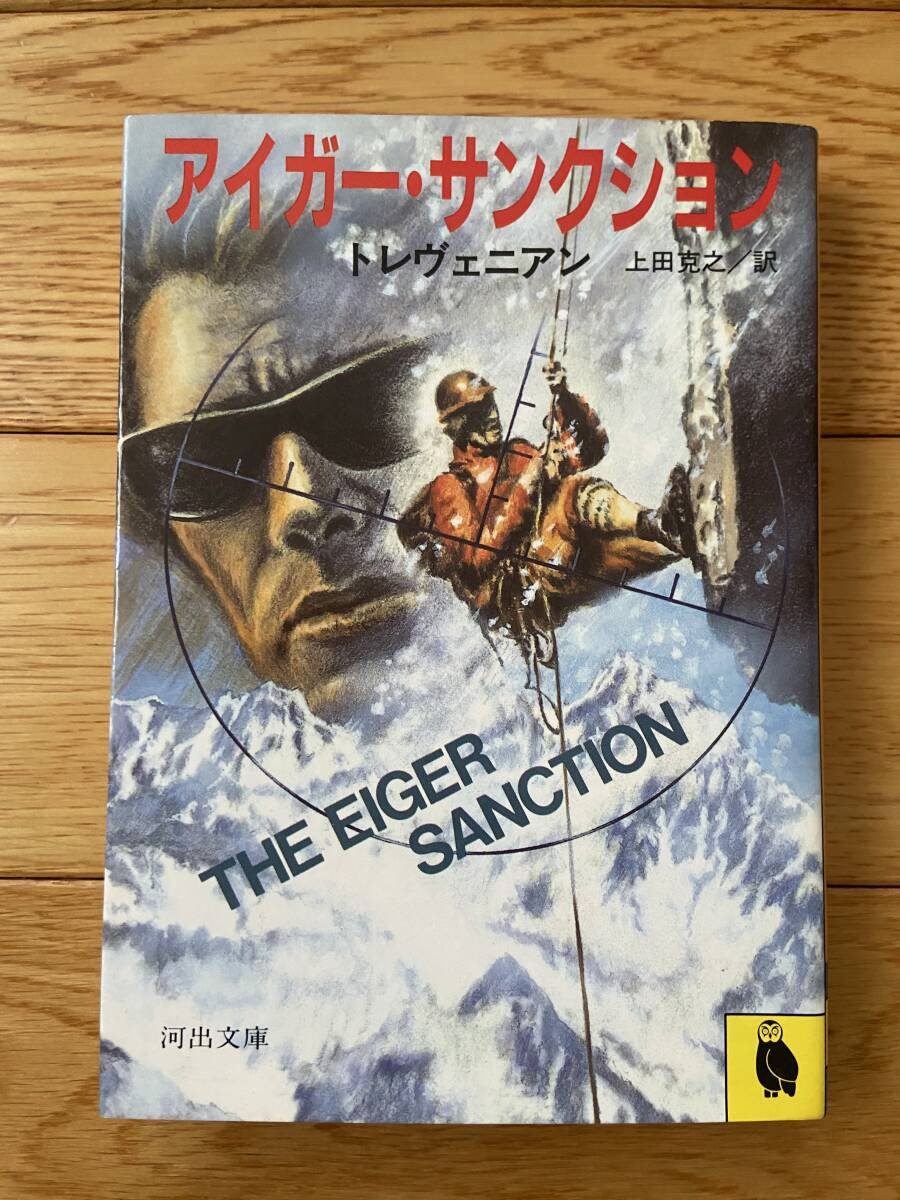 アイガー・サンクション
トレヴェニアン 上田克之／訳
THE EIGER
SANCTION
河出文庫